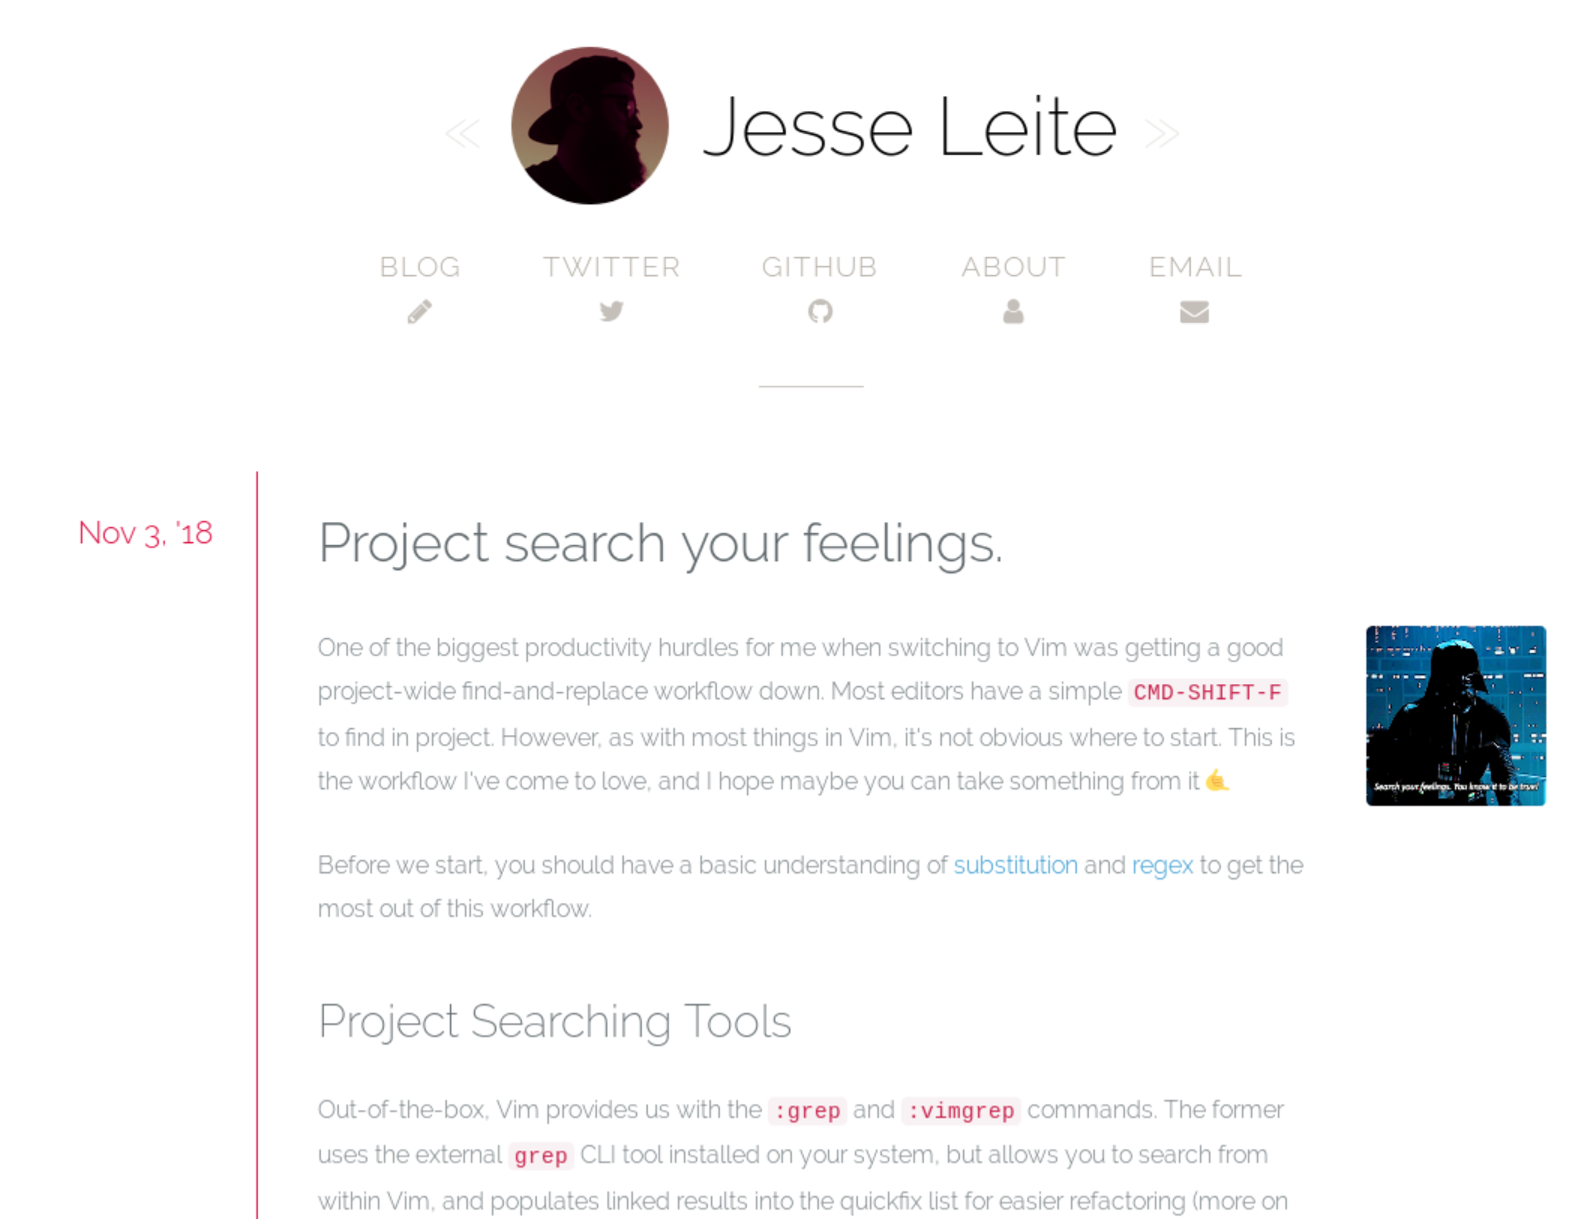 « Jesse Leite »
BLOG TWITTER GITHUB ABOUT EMAIL
Nov 3, '18
Project search your feelings.
One of the biggest productivity hurdles for me when switching to Vim was getting a good
project-wide find-and-replace workflow down. Most editors have a simple CMD-SHIFT-F
to find in project. However, as with most things in Vim, it's not obvious where to start. This is
the workflow I've come to love, and I hope maybe you can take something from it 🤙
Search your feelings. You know it to be true!
Before we start, you should have a basic understanding of substitution and regex to get the
most out of this workflow.
Project Searching Tools
Out-of-the-box, Vim provides us with the :grep and :vimgrep commands. The former
uses the external grep CLI tool installed on your system, but allows you to search from
within Vim, and populates linked results into the quickfix list for easier refactoring (more on